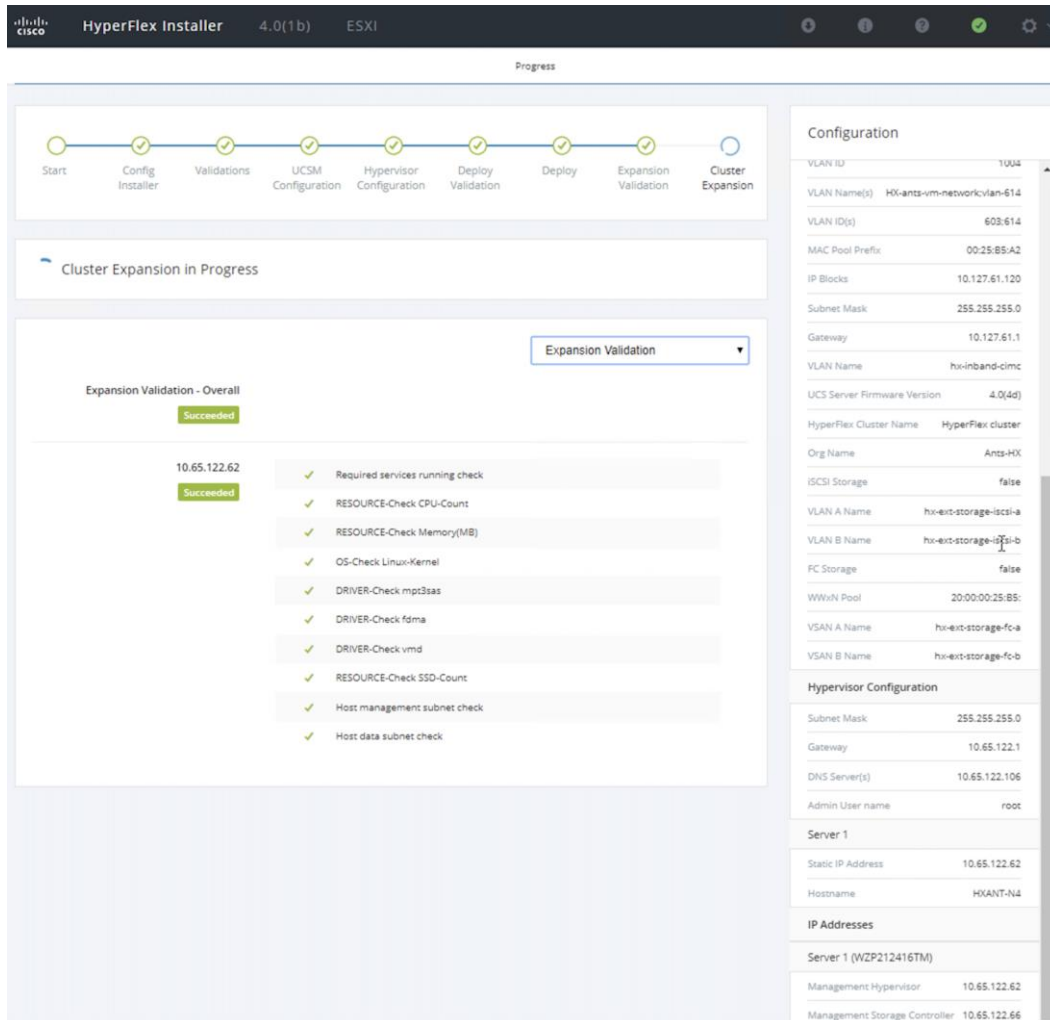 cisco
HyperFlex Installer 4.0(1b) ESXI
Progress
Start
Config
Installer
Validations
UCSM
Configuration
Hypervisor
Configuration
Deploy
Validation
Deploy
Expansion
Validation
Cluster
Expansion
Cluster Expansion in Progress
Expansion Validation
Expansion Validation - Overall
Succeeded
10.65.122.62
Succeeded
Required services running check
RESOURCE-Check CPU-Count
RESOURCE-Check Memory(MB)
OS-Check Linux-Kernel
DRIVER-Check mpt3sas
DRIVER-Check fdma
DRIVER-Check vmd
RESOURCE-Check SSD-Count
Host management subnet check
Host data subnet check
Configuration
VLAN ID 1004
VLAN Name(s) HX-ants-vm-network;vlan-614
VLAN ID(s) 603;614
MAC Pool Prefix 00:25:B5:A2
IP Blocks 10.127.61.120
Subnet Mask 255.255.255.0
Gateway 10.127.61.1
VLAN Name hx-inband-cimc
UCS Server Firmware Version 4.0(4d)
HyperFlex Cluster Name HyperFlex cluster
Org Name Ants-HX
iSCSI Storage false
VLAN A Name hx-ext-storage-iscsi-a
VLAN B Name hx-ext-storage-iscsi-b
FC Storage false
WWxN Pool 20:00:00:25:B5:
VSAN A Name hx-ext-storage-fc-a
VSAN B Name hx-ext-storage-fc-b
Hypervisor Configuration
Subnet Mask 255.255.255.0
Gateway 10.65.122.1
DNS Server(s) 10.65.122.106
Admin User name root
Server 1
Static IP Address 10.65.122.62
Hostname HXANT-N4
IP Addresses
Server 1 (WZP212416TM)
Management Hypervisor 10.65.122.62
Management Storage Controller 10.65.122.66